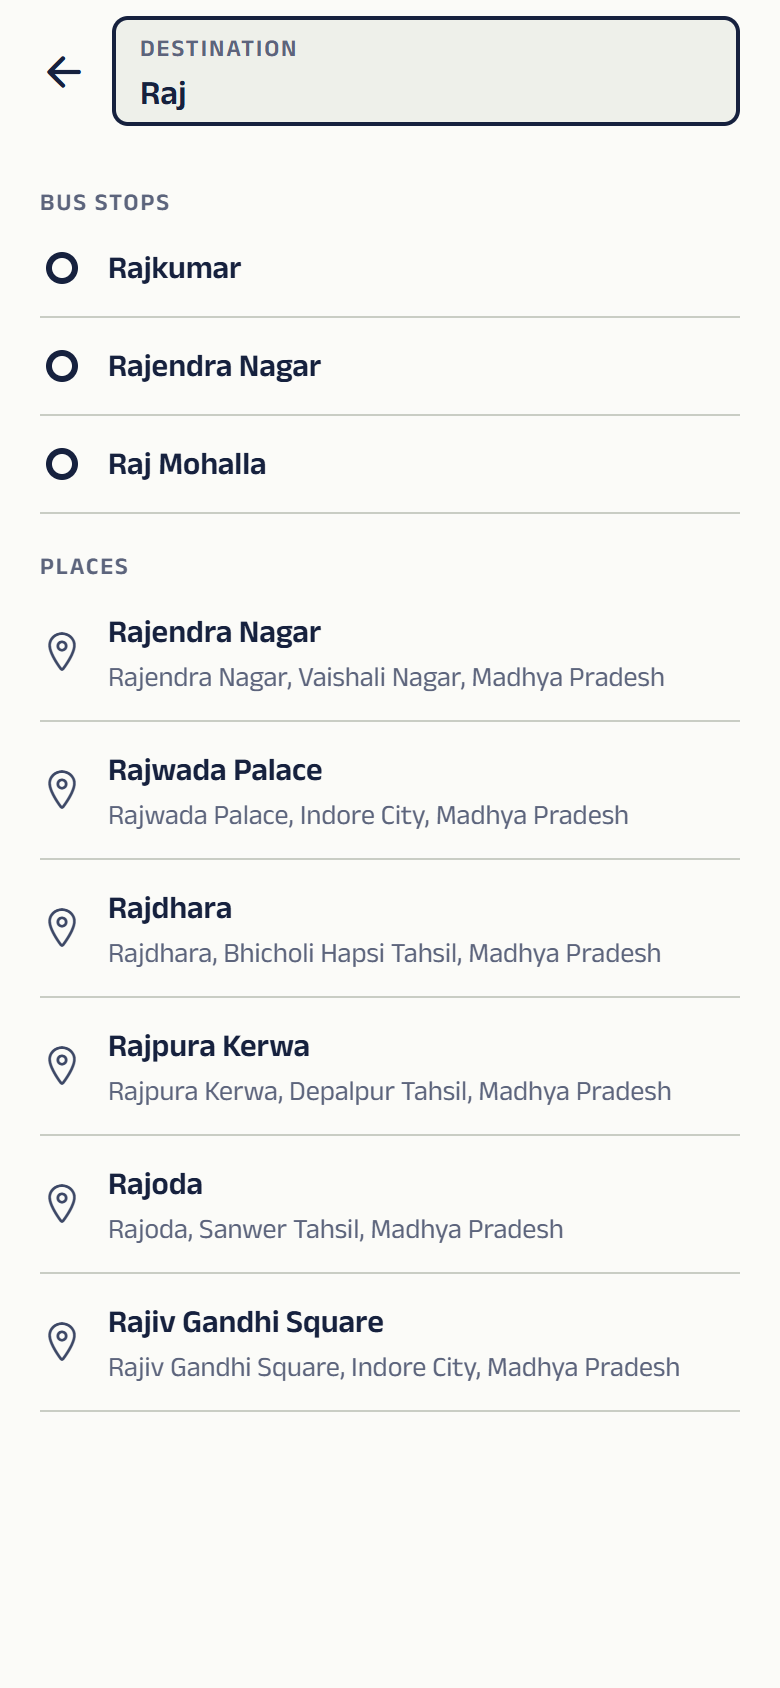 DESTINATION
Raj
BUS STOPS
Rajkumar
Rajendra Nagar
Raj Mohalla
PLACES
Rajendra Nagar
Rajendra Nagar, Vaishali Nagar, Madhya Pradesh
Rajwada Palace
Rajwada Palace, Indore City, Madhya Pradesh
Rajdhara
Rajdhara, Bhicholi Hapsi Tahsil, Madhya Pradesh
Rajpura Kerwa
Rajpura Kerwa, Depalpur Tahsil, Madhya Pradesh
Rajoda
Rajoda, Sanwer Tahsil, Madhya Pradesh
Rajiv Gandhi Square
Rajiv Gandhi Square, Indore City, Madhya Pradesh